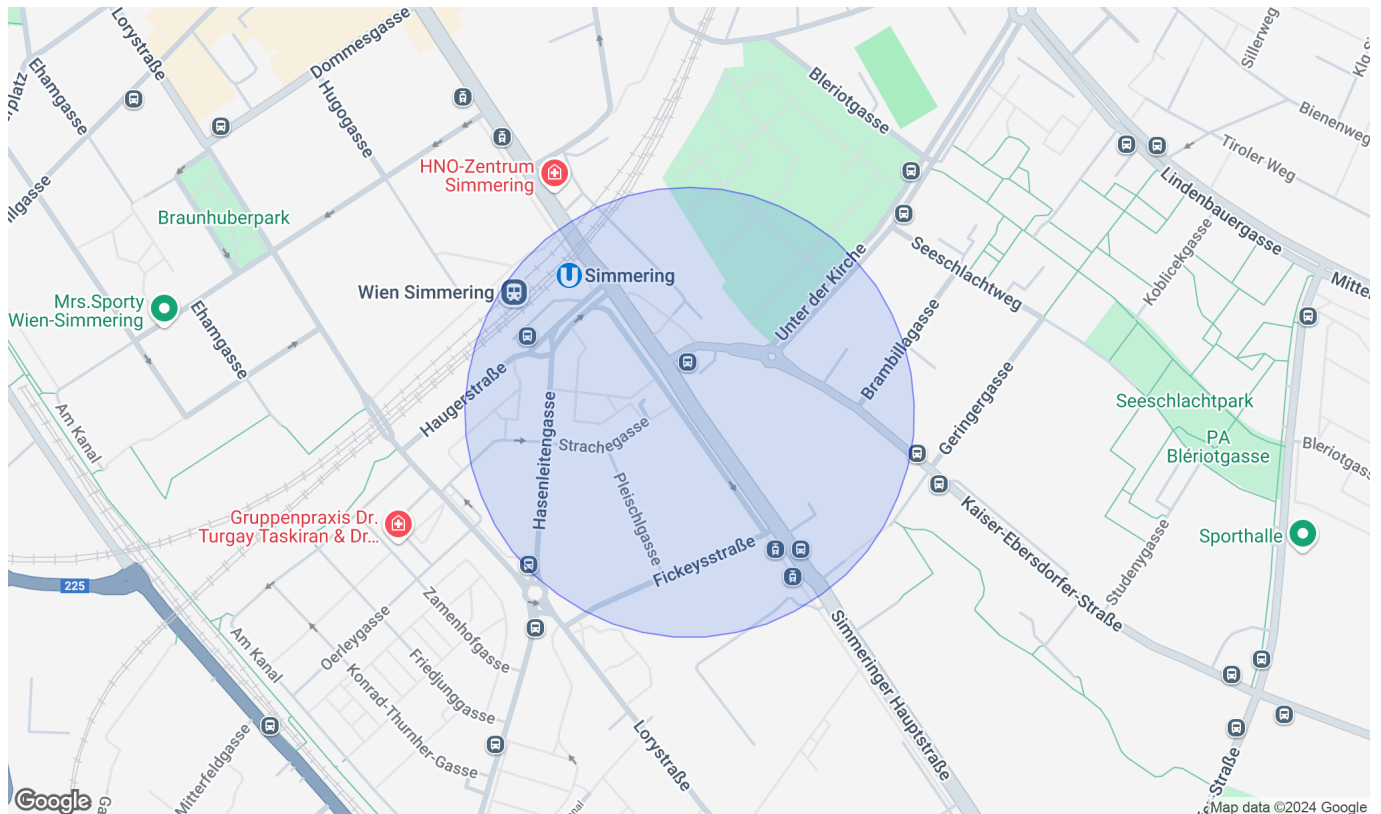 Lorystraße
Dommesgasse
Ehamgasse
Hugogasse
HNO-Zentrum
Simmering
Braunhuberpark
Bleriotgasse
Sillerweg
Bienenweg
Tiroler Weg
Lindenbauergasse
Koblicekgasse
Seeschlachtweg
Unter der Kirche
Brambillagasse
Geringergasse
Simmering
Wien Simmering
Mrs.Sporty
Wien-Simmering
Ehamgasse
Haugerstraße
Hasenleitengasse
Strachegasse
Pleischlgasse
Fickeysstraße
Am Kanal
Seeschlachtpark
PA
Blériotgasse
Sporthalle
Kaiser-Ebersdorfer-Straße
Studenygasse
Gruppenpraxis Dr.
Turgay Taskiran & Dr…
225
Am Kanal
Zamenhofgasse
Oerleygasse
Friedjunggasse
Konrad-Thurnher-Gasse
Mitterfeldgasse
Lorystraße
Simmeringer Hauptstraße
Google
Map data ©2024 Google